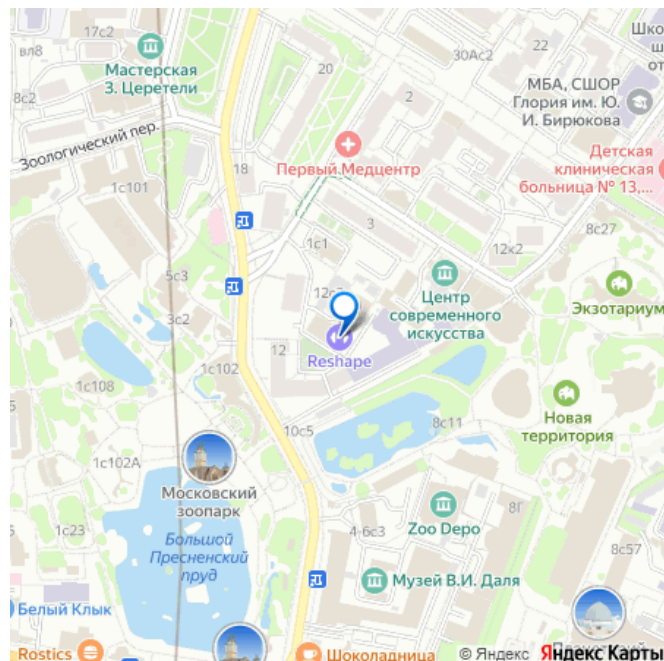 17с2
вл8
Мастерская
З. Церетели
8с2
Зоологический пер.
20
22
30Ас2
2
МБА, СШОР
Глория им. Ю.
И. Бирюкова
Первый Медцентр
Детская
клиническая
больница № 13,...
18
1с101
3
1с1
8с27
12к2
5с3
3с2
Центр
современного
искусства
Экзотариум
Reshape
12
1с102
1с108
Новая
территория
10с5
8с11
1с102А
Московский
зоопарк
1с23
Большой
Пресненский
пруд
Zoo Depo
4-6с3
8Г
8с57
Музей В.И. Даля
Белый Клык
Rostics
Шоколадница
© Яндекс
Яндекс Карты